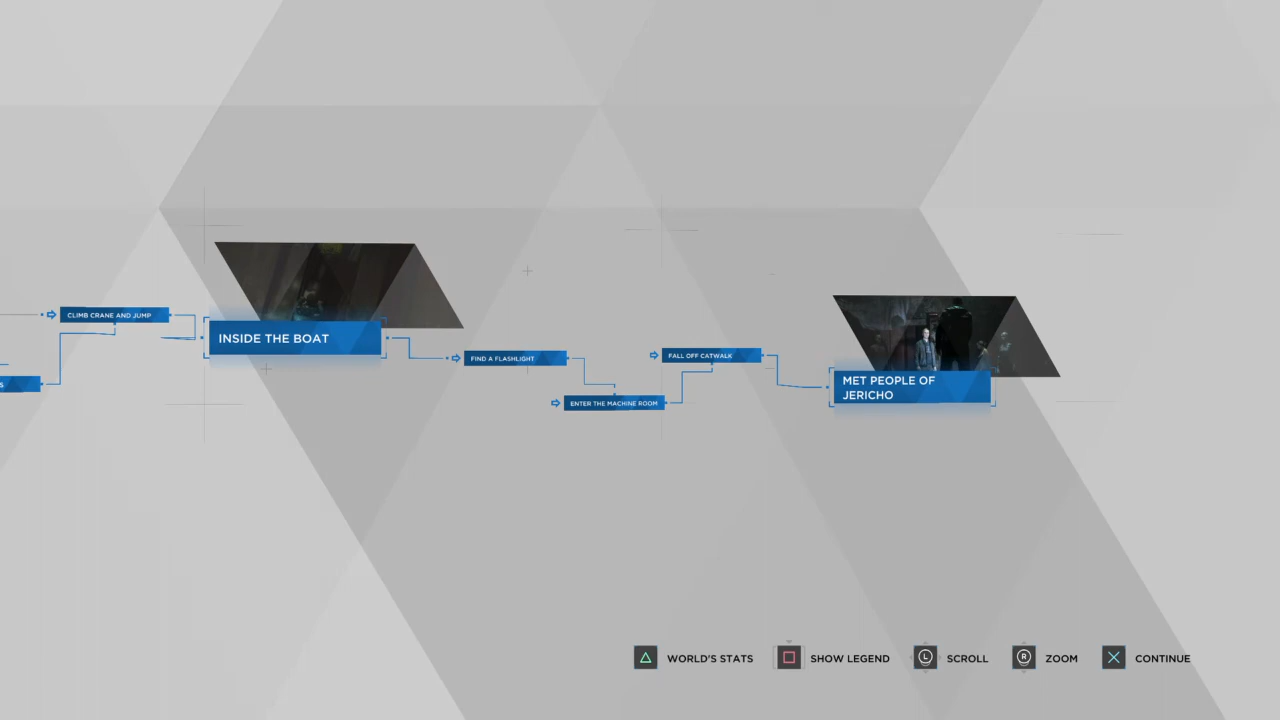 CLIMB CRANE AND JUMP
INSIDE THE BOAT
FIND A FLASHLIGHT
FALL OFF CATWALK
S
ENTER THE MACHINE ROOM
MET PEOPLE OF
JERICHO
WORLD'S STATS
SHOW LEGEND
L
SCROLL
R
ZOOM
CONTINUE